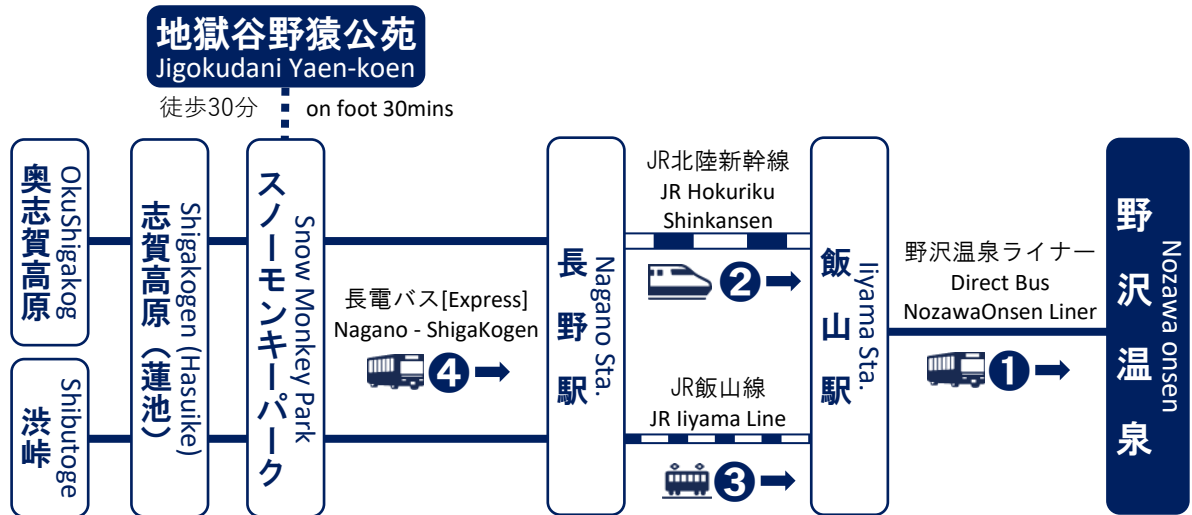 地獄谷野猿公苑
Jigokudani Yaen-koen
徒歩30分
on foot 30mins
奥志賀高原
OkuShigakog
渋峠
Shibutoge
志賀高原（蓮池）
Shigakogen (Hasuike)
スノーモンキーパーク
Snow Monkey Park
長電バス[Express]
Nagano - ShigaKogen
4
長野駅
Nagano Sta.
JR北陸新幹線
JR Hokuriku
Shinkansen
2
JR飯山線
JR Iiyama Line
3
飯山駅
Iiyama Sta.
野沢温泉ライナー
Direct Bus
NozawaOnsen Liner
1
野沢温泉
Nozawa onsen